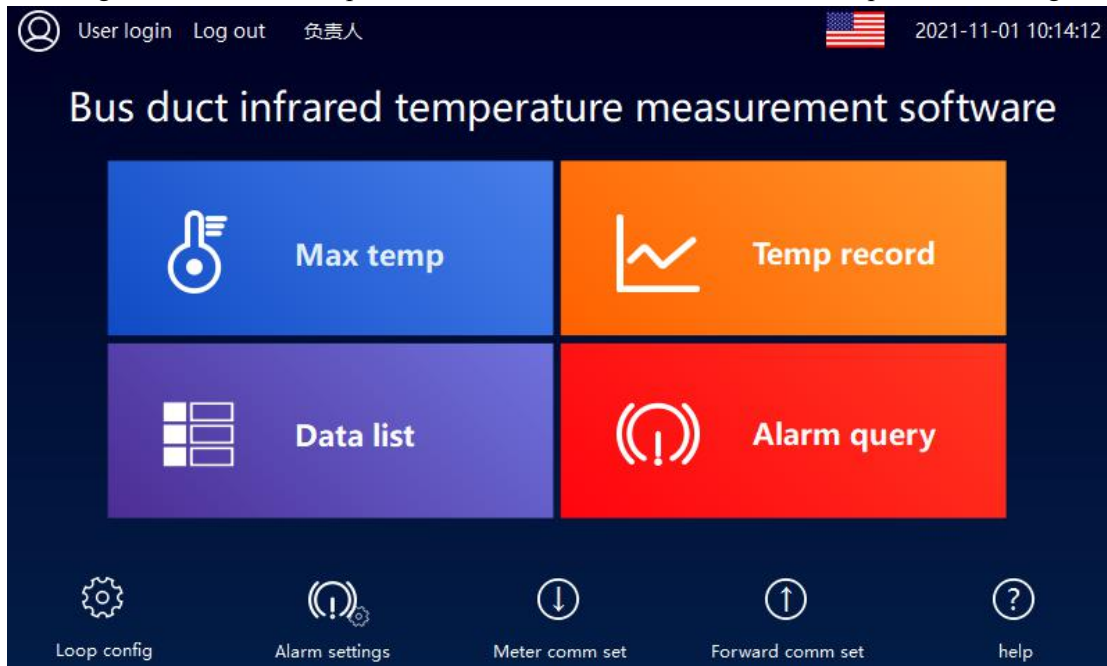 User login Log out 负责人 2021-11-01 10:14:12
Bus duct infrared temperature measurement software
Max temp
Temp record
Data list
Alarm query
Loop config
Alarm settings
Meter comm set
Forward comm set
help